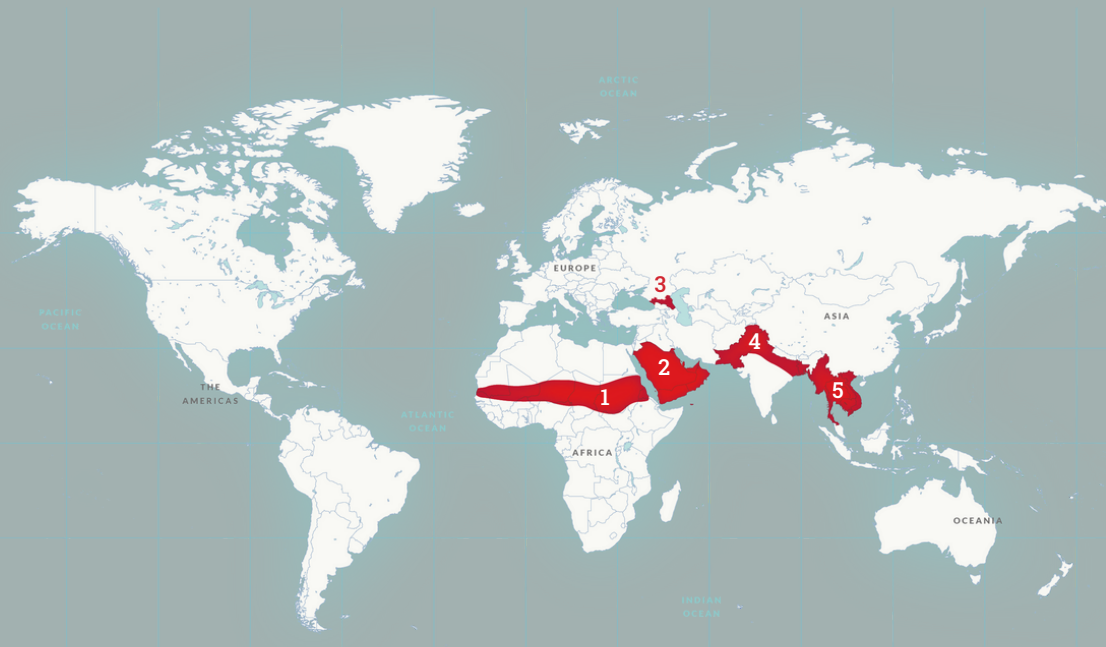 ARCTIC
OCEAN
EUROPE
3
PACIFIC
OCEAN
ASIA
4
2
THE
AMERICAS
1
5
ATLANTIC
OCEAN
AFRICA
OCEANIA
INDIAN
OCEAN